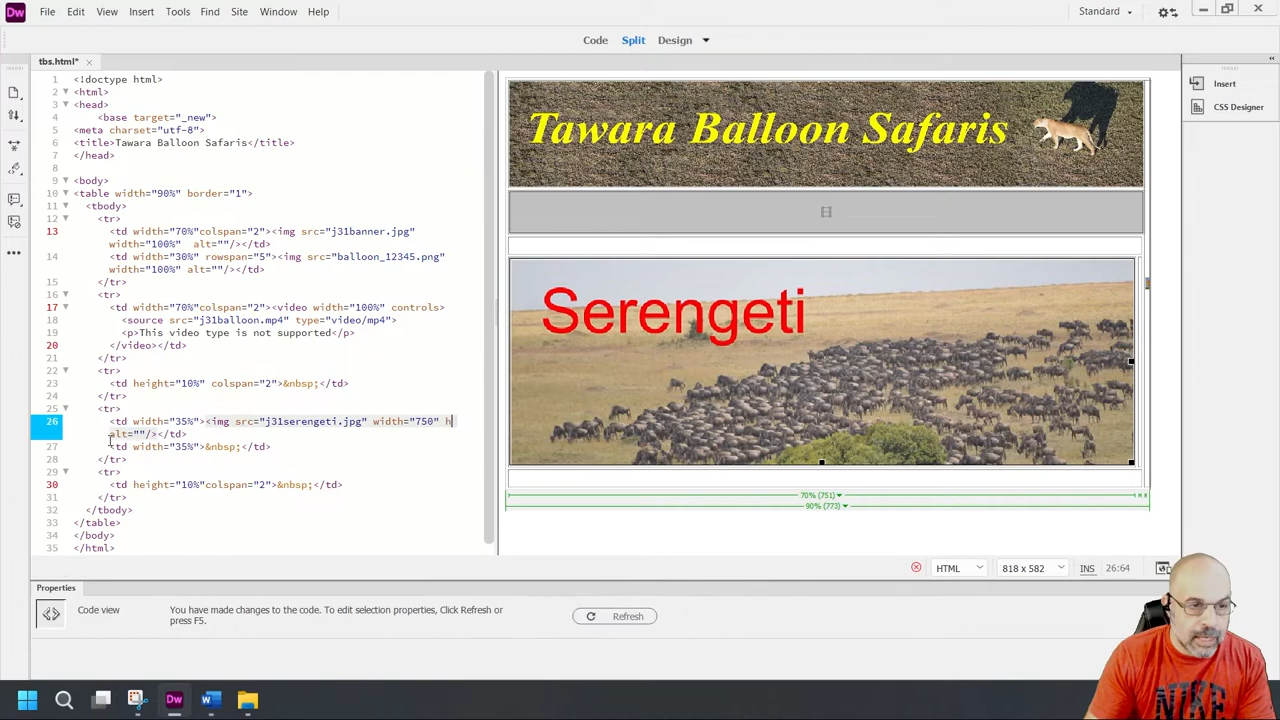 Dw File Edit View Insert Tools Find Site Window Help Standard
Code Split Design
tbs.html*
1 <!doctype html>
2 <html>
3 <head>
4 <base target="_new">
5 <meta charset="utf-8">
6 <title>Tawara Balloon Safaris</title>
7 </head>
8
9 <body>
10 <table width="90%" border="1">
11 <tbody>
12 <tr>
13 <td width="70%"colspan="2"><img src="j31banner.jpg"
width="100%"  alt=""/></td>
14 <td width="30%" rowspan="5"><img src="balloon_12345.png"
width="100%" alt=""/></td>
15 </tr>
16 <tr>
17 <td width="70%"colspan="2"><video width="100%" controls>
18 <source src="j31balloon.mp4" type="video/mp4">
19 <p>This video type is not supported</p>
20 </video></td>
21 </tr>
22 <tr>
23 <td height="10%" colspan="2">&nbsp;</td>
24 </tr>
25 <tr>
26 <td width="35%"><img src="j31serengeti.jpg" width="750" h
alt=""/></td>
27 <td width="35%">&nbsp;</td>
28 </tr>
29 <tr>
30 <td height="10%"colspan="2">&nbsp;</td>
31 </tr>
32 </tbody>
33 </table>
34 </body>
35 </html>
Tawara Balloon Safaris
Serengeti
70% (751)
90% (773)
Insert
CSS Designer
HTML 818 x 582 INS 26:64
Properties
Code view
You have made changes to the code. To edit selection properties, Click Refresh or
press F5.
Refresh
Dw
NIKE